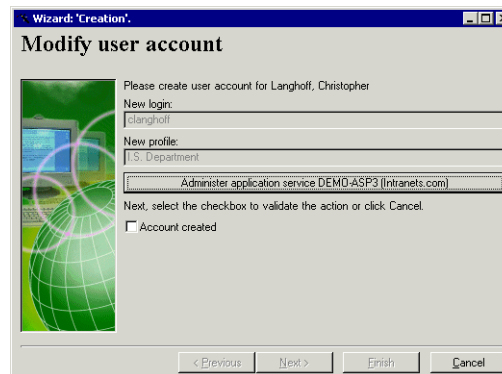 Wizard: 'Creation'.
Modify user account
Please create user account for Langhoff, Christopher
New login:
clanghoff
New profile:
I.S. Department
Administer application service DEMO-ASP3 (Intranets.com)
Next, select the checkbox to validate the action or click Cancel.
Account created
< Previous
Next >
Finish
Cancel